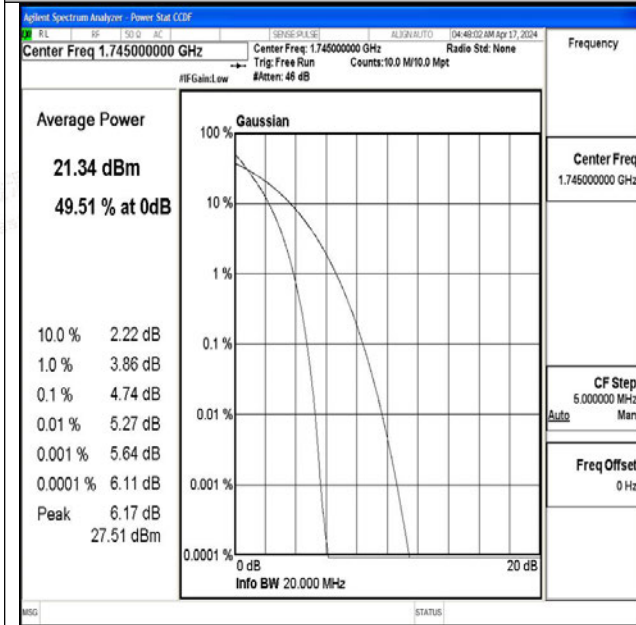 Agilent Spectrum Analyzer - Power Stat CCDF
RL RF 50 Ω AC SENSE:PULSE ALIGNAUTO 04:48:02 AM Apr 17, 2024
Center Freq 1.745000000 GHz
Center Freq: 1.745000000 GHz Radio Std: None
Trig: Free Run Counts:10.0 M/10.0 Mpt
#IFGain:Low #Atten: 46 dB
Average Power
21.34 dBm
49.51 % at 0dB
10.0 % 2.22 dB
1.0 % 3.86 dB
0.1 % 4.74 dB
0.01 % 5.27 dB
0.001 % 5.64 dB
0.0001 % 6.11 dB
Peak 6.17 dB
27.51 dBm
Gaussian
100 %
10 %
1 %
0.1 %
0.01 %
0.001 %
0.0001 %
0 dB 20 dB
Info BW 20.000 MHz
Frequency
Center Freq
1.745000000 GHz
CF Step
5.000000 MHz
Auto Man
Freq Offset
0 Hz
MSG STATUS